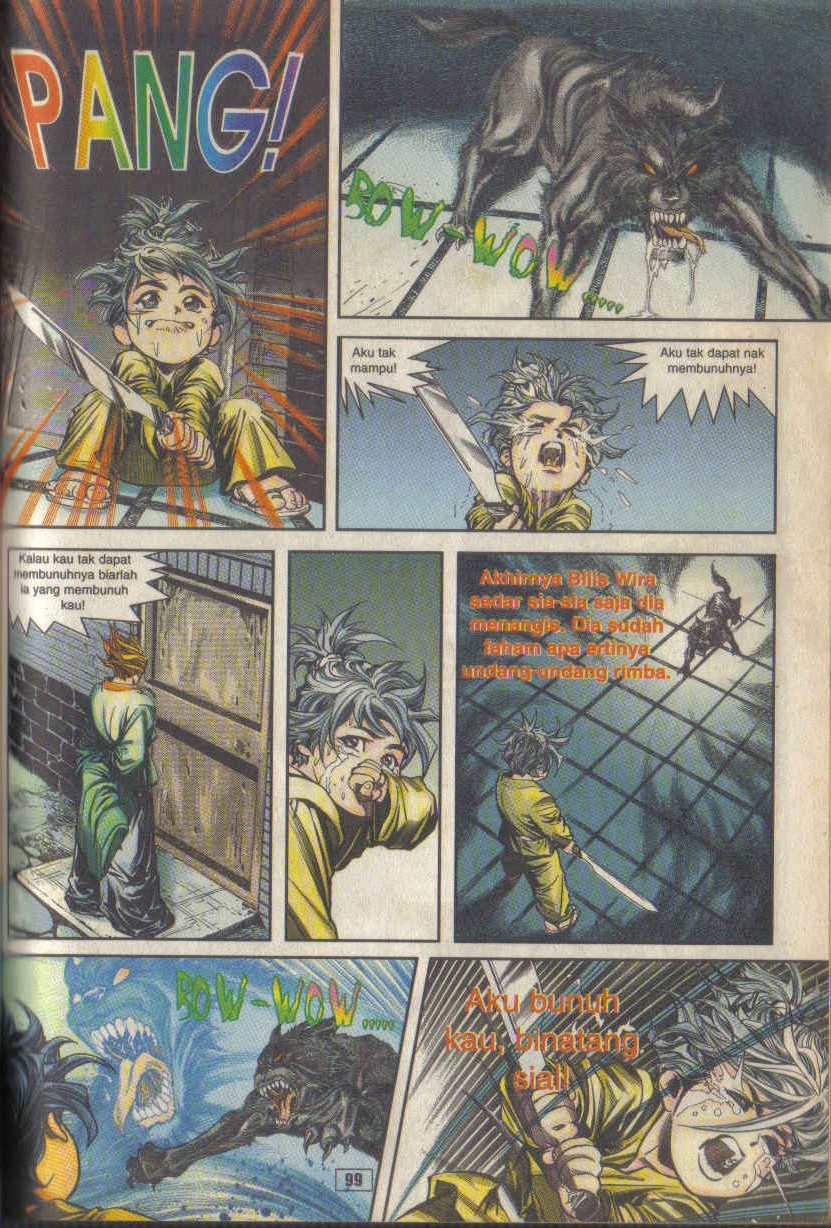 PANG!
BOW-WOW.....
Aku tak
mampu!
Aku tak dapat nak
membunuhnya!
Kalau kau tak dapat
membunuhnya biarlah
ia yang membunuh
kau!
Akhirnya Bilis Wira
sedar sia-sia saja dia
menangis. Dia sudah
faham apa ertinya
undang-undang rimba.
BOW-WOW.....
Aku bunuh
kau, binatang
sial!
99